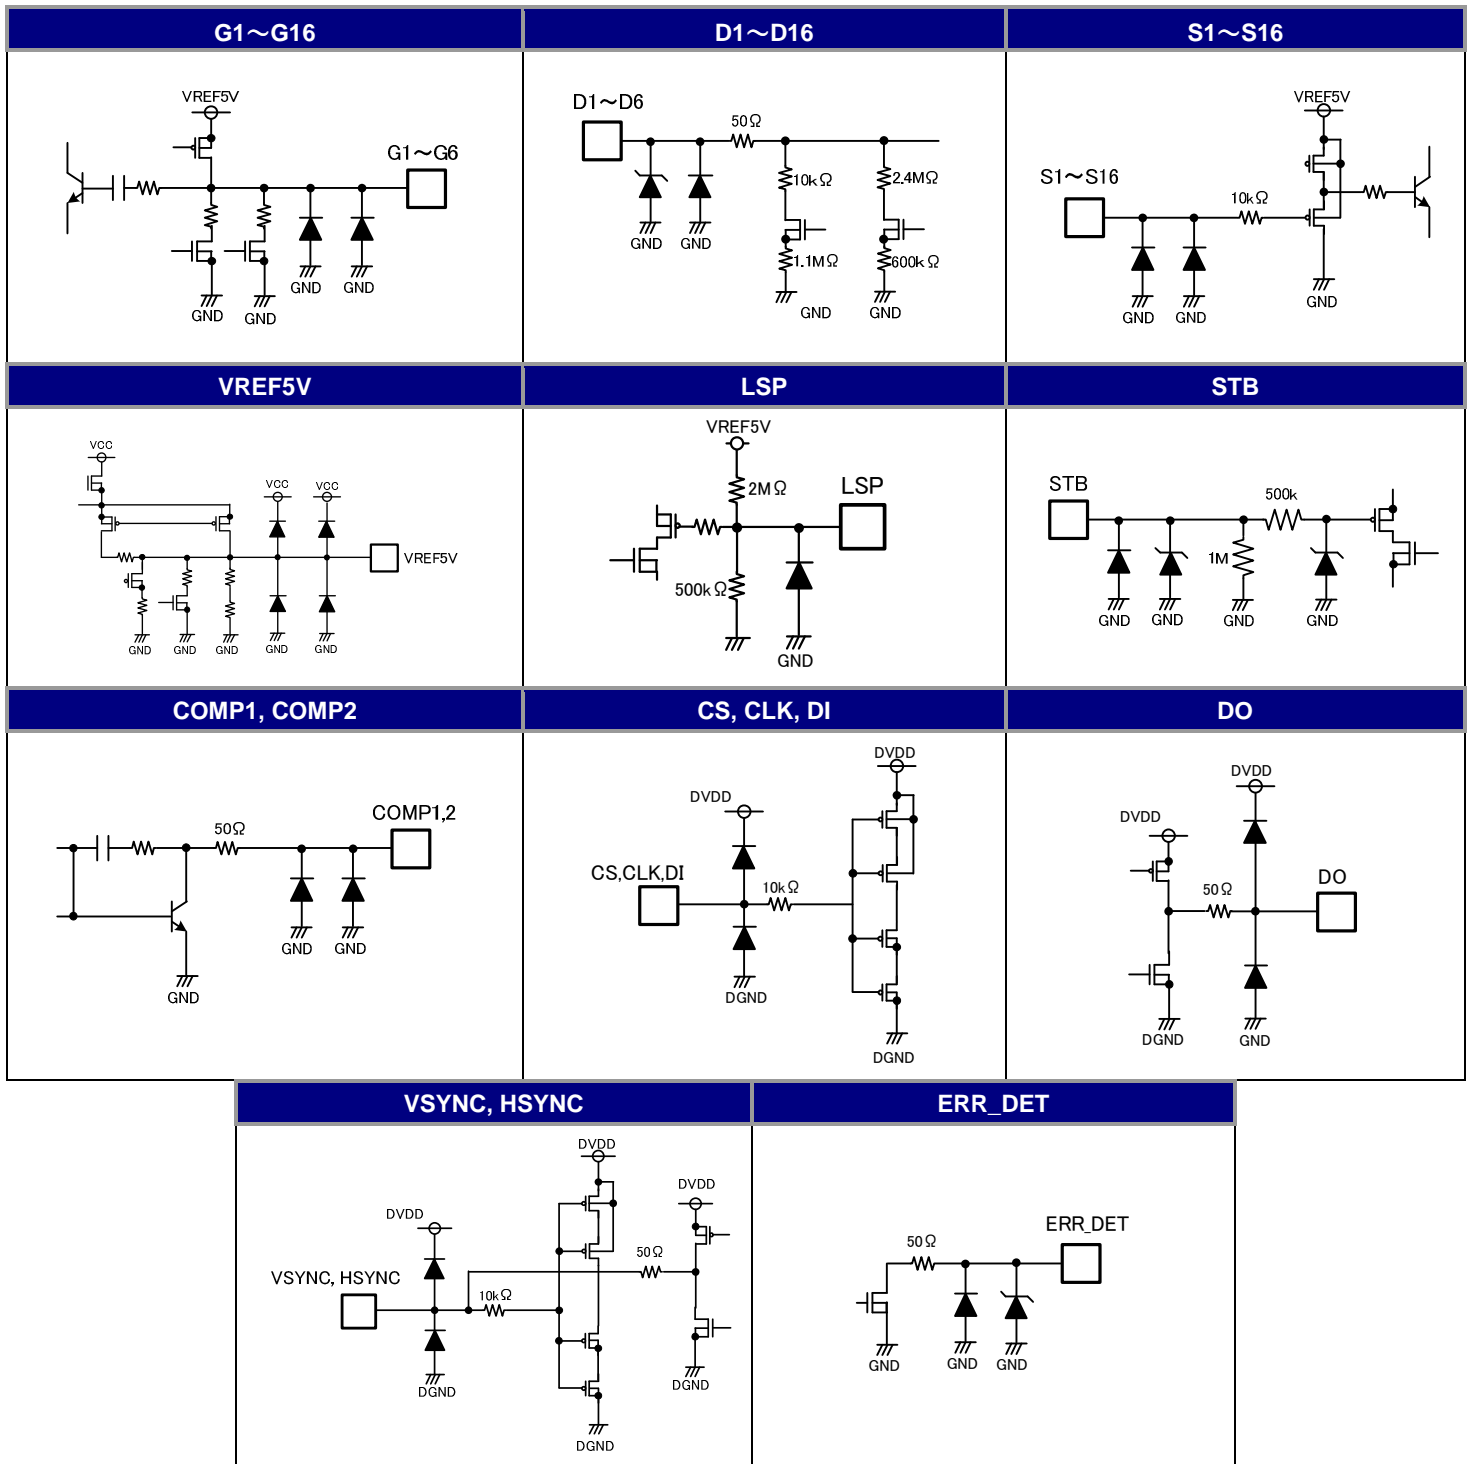 G1～G16
D1～D16
S1～S16
VREF5V
G1～G6
GND
GND
GND
GND
D1～D6
50Ω
10kΩ
2.4MΩ
GND
GND
1.1MΩ
600kΩ
GND
GND
VREF5V
S1～S16
10kΩ
GND
GND
GND
VREF5V
LSP
STB
VCC
VCC
VCC
VREF5V
GND
GND
GND
GND
GND
VREF5V
2MΩ
LSP
500kΩ
GND
STB
500k
1M
GND
GND
GND
GND
COMP1, COMP2
CS, CLK, DI
DO
COMP1,2
50Ω
GND
GND
GND
DVDD
DVDD
CS,CLK,DI
10kΩ
DGND
DGND
DVDD
DVDD
50Ω
DO
DGND
GND
VSYNC, HSYNC
ERR_DET
DVDD
DVDD
DVDD
50Ω
VSYNC, HSYNC
10kΩ
DGND
DGND
DGND
ERR_DET
50Ω
GND
GND
GND